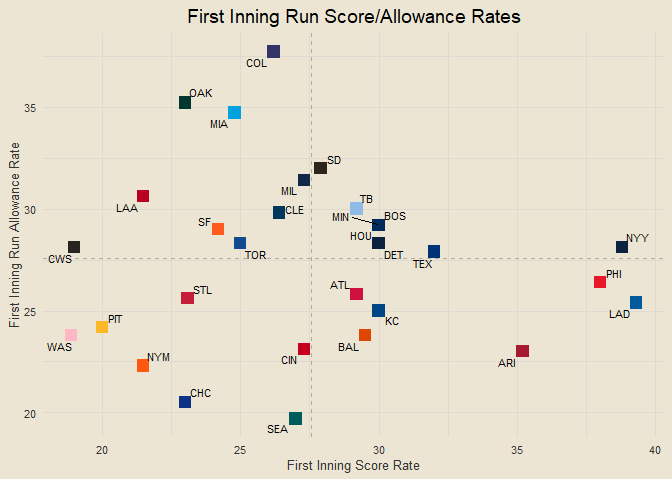 First Inning Run Score/Allowance Rates
COL
OAK
35
MIA
SD
MIL
LAA
TB
30
CLE
MIN
BOS
SF
HOU
NYY
TOR
DET
CWS
TEX
PHI
First Inning Run Allowance Rate
ATL
STL
25
LAD
PIT
KC
WAS
BAL
NYM
CIN
ARI
CHC
20
SEA
20
25
30
35
40
First Inning Score Rate